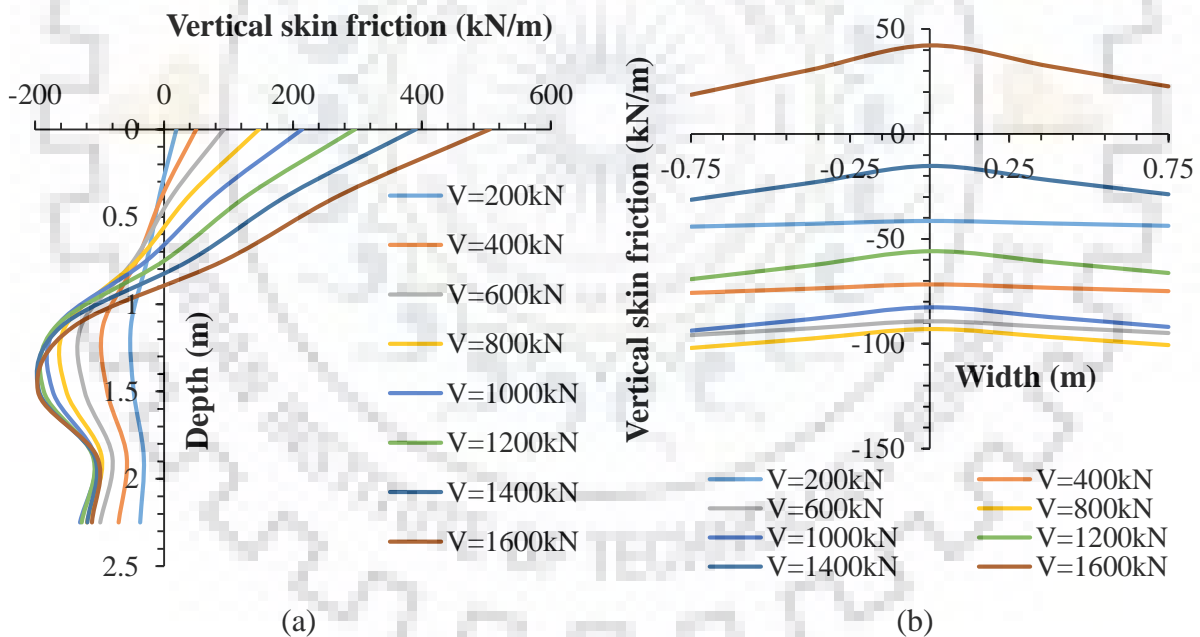 Vertical skin friction (kN/m)
-200 0 200 400 600
0
0.5
1
1.5
2
2.5
Depth (m)
V=200kN
V=400kN
V=600kN
V=800kN
V=1000kN
V=1200kN
V=1400kN
V=1600kN
(a)
Vertical skin friction (kN/m)
50
0
-50
-100
-150
-0.75 -0.25 0.25 0.75
Width (m)
V=200kN V=400kN
V=600kN V=800kN
V=1000kN V=1200kN
V=1400kN V=1600kN
(b)